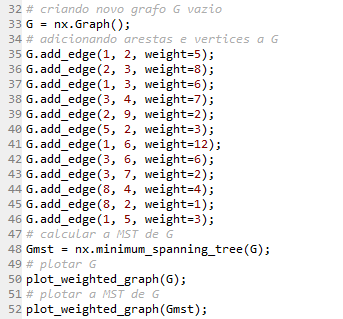 32 # criando novo grafo G vazio
33 G = nx.Graph();
34 # adicionando arestas e vertices a G
35 G.add_edge(1, 2, weight=5);
36 G.add_edge(2, 3, weight=8);
37 G.add_edge(1, 3, weight=6);
38 G.add_edge(3, 4, weight=7);
39 G.add_edge(2, 9, weight=2);
40 G.add_edge(5, 2, weight=3);
41 G.add_edge(1, 6, weight=12);
42 G.add_edge(3, 6, weight=6);
43 G.add_edge(3, 7, weight=2);
44 G.add_edge(8, 4, weight=4);
45 G.add_edge(8, 2, weight=1);
46 G.add_edge(1, 5, weight=3);
47 # calcular a MST de G
48 Gmst = nx.minimum_spanning_tree(G);
49 # plotar G
50 plot_weighted_graph(G);
51 # plotar a MST de G
52 plot_weighted_graph(Gmst);